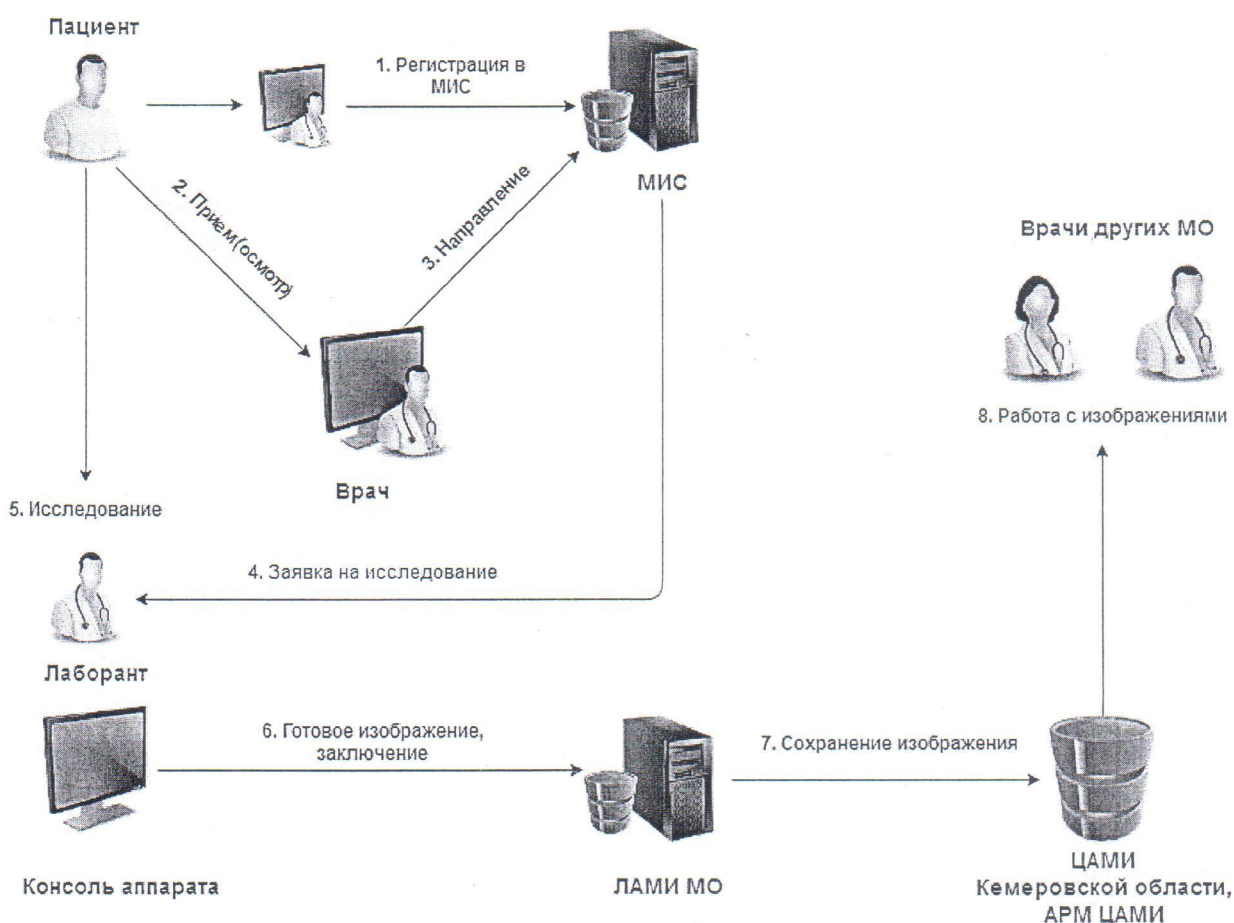 Пациент
1. Регистрация в
МИС
МИС
2. Прием(осмотр)
3. Направление
Врачи других МО
8. Работа с изображениями
Врач
5. Исследование
4. Заявка на исследование
Лаборант
6. Готовое изображение,
заключение
7. Сохранение изображения
Консоль аппарата
ЛАМИ МО
ЦАМИ
Кемеровской области,
АРМ ЦАМИ